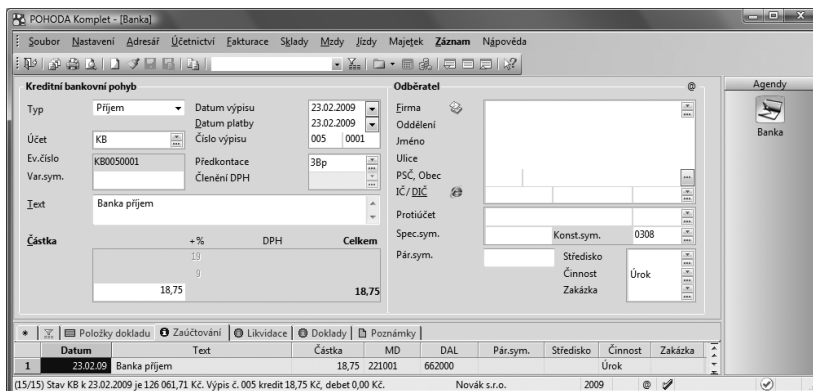 POHODA Komplet - [Banka]
Soubor Nastavení Adresář Účetnictví Fakturace Sklady Mzdy Jízdy Majetek Záznam Nápověda
Kreditní bankovní pohyb Odběratel @ Agendy
Typ Příjem Datum výpisu 23.02.2009 Firma
Datum platby 23.02.2009 Oddělení
Účet KB Číslo výpisu 005 0001 Jméno Banka
Ev.číslo KB0050001 Předkontace 3Bp Ulice
Var.sym. Členění DPH PSČ, Obec
IČ/DIČ
Text Banka příjem Protiúčet
Spec.sym. Konst.sym. 0308
Částka +% DPH Celkem Pár.sym. Středisko
19 Činnost Úrok
9 Zakázka
18,75 18,75
* Položky dokladu Zaúčtování Likvidace Doklady Poznámky
Datum Text Částka MD DAL Pár.sym. Středisko Činnost Zakázka
1 23.02.09 Banka příjem 18,75 221001 662000 Úrok
(15/15) Stav KB k 23.02.2009 je 126 061,71 Kč. Výpis č. 005 kredit 18,75 Kč, debet 0,00 Kč. Novák s.r.o. 2009 @